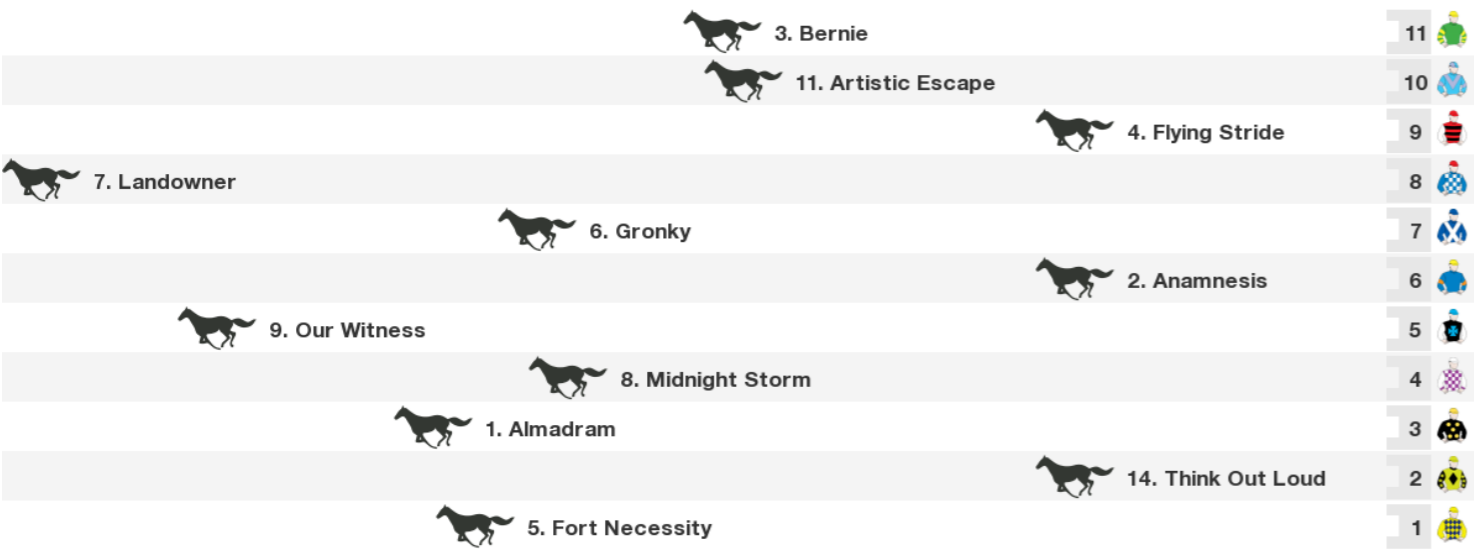 3. Bernie 11
11. Artistic Escape 10
4. Flying Stride 9
7. Landowner 8
6. Gronky 7
2. Anamnesis 6
9. Our Witness 5
8. Midnight Storm 4
1. Almadram 3
14. Think Out Loud 2
5. Fort Necessity 1